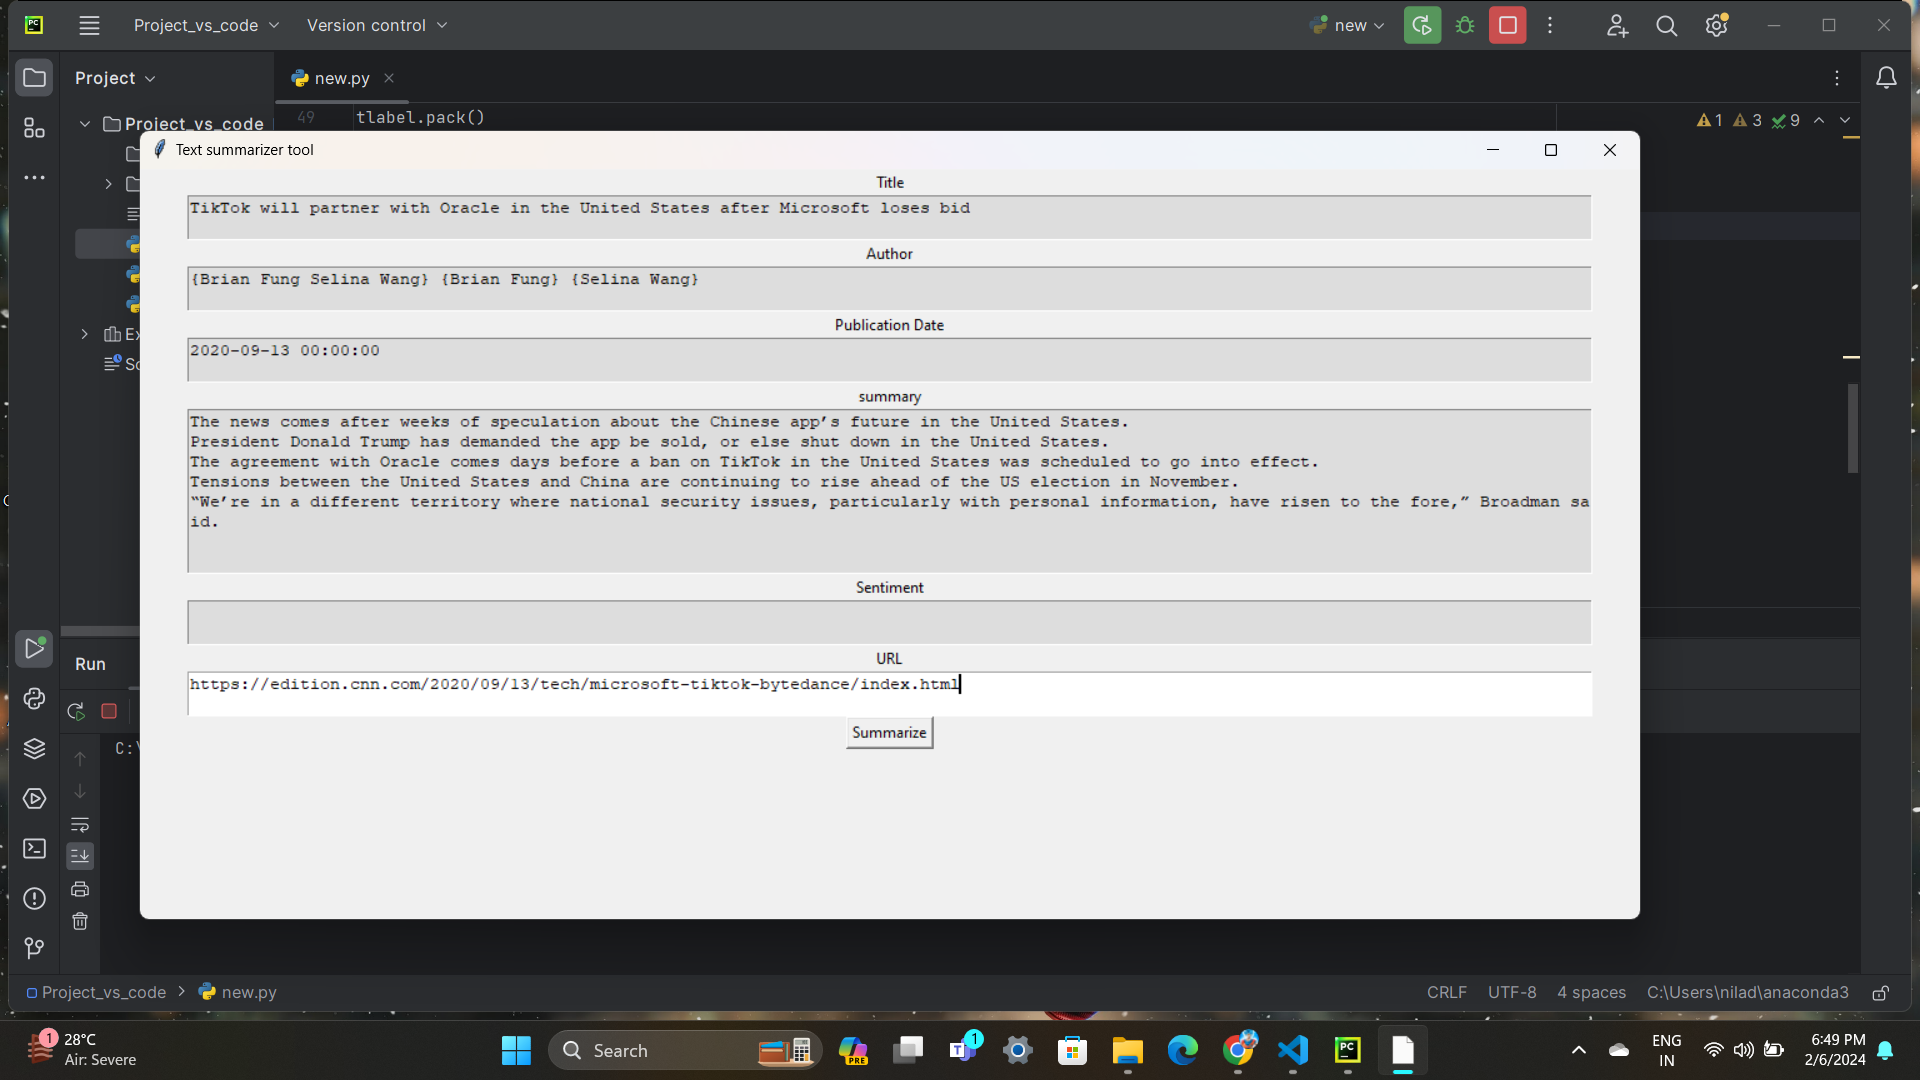 PC
Project_vs_code
Version control
new
Project
new.py
Project_vs_code
49
tlabel.pack()
1
3
9
Text summarizer tool
Title
TikTok will partner with Oracle in the United States after Microsoft loses bid
Author
{Brian Fung Selina Wang} {Brian Fung} {Selina Wang}
Publication Date
2020-09-13 00:00:00
summary
The news comes after weeks of speculation about the Chinese app’s future in the United States.
President Donald Trump has demanded the app be sold, or else shut down in the United States.
The agreement with Oracle comes days before a ban on TikTok in the United States was scheduled to go into effect.
Tensions between the United States and China are continuing to rise ahead of the US election in November.
“We’re in a different territory where national security issues, particularly with personal information, have risen to the fore,” Broadman sa
id.
Sentiment
URL
https://edition.cnn.com/2020/09/13/tech/microsoft-tiktok-bytedance/index.html
Summarize
Ex
Sc
Run
C:\
Project_vs_code > new.py
CRLF
UTF-8
4 spaces
C:\Users\nilad\anaconda3
1
28°C
Air: Severe
Search
PRE
T
1
PC
ENG
IN
6:49 PM
2/6/2024